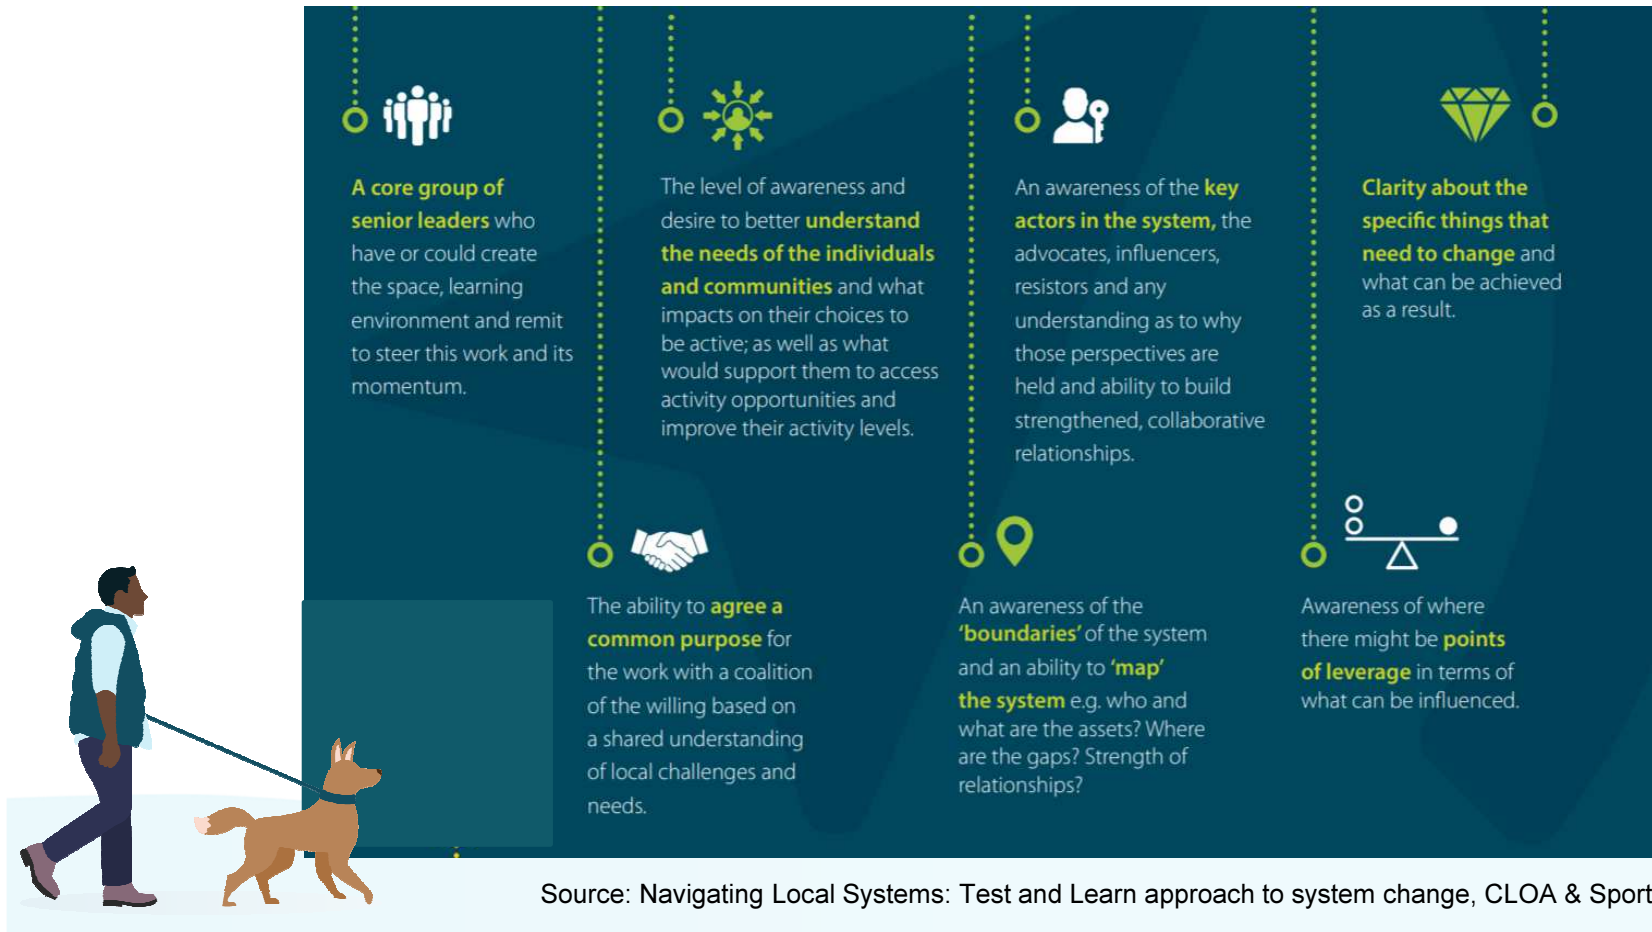 A core group of
senior leaders who
have or could create
the space, learning
environment and remit
to steer this work and its
momentum.
The level of awareness and
desire to better understand
the needs of the individuals
and communities and what
impacts on their choices to
be active; as well as what
would support them to access
activity opportunities and
improve their activity levels.
An awareness of the key
actors in the system, the
advocates, influencers,
resistors and any
understanding as to why
those perspectives are
held and ability to build
strengthened, collaborative
relationships.
Clarity about the
specific things that
need to change and
what can be achieved
as a result.
The ability to agree a
common purpose for
the work with a coalition
of the willing based on
a shared understanding
of local challenges and
needs.
An awareness of the
‘boundaries’ of the system
and an ability to ‘map’
the system e.g. who and
what are the assets? Where
are the gaps? Strength of
relationships?
Awareness of where
there might be points
of leverage in terms of
what can be influenced.
Source: Navigating Local Systems: Test and Learn approach to system change, CLOA & Sport